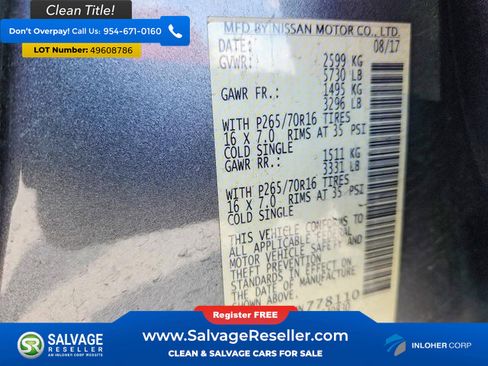 Clean Title!
Don't Overpay! Call Us: 954-671-0160
LOT Number: 49608786
MFD BY NISSAN MOTOR CO., LTD.
DATE: 08/17
GVWR: 2599 KG
5730 LB
GAWR FR.: 1495 KG
3296 LB
WITH P265/70R16 TIRES
16 X 7.0 RIMS AT 35 PSI
COLD SINGLE
GAWR RR.: 1511 KG
3331 LB
WITH P265/70R16 TIRES
16 X 7.0 RIMS AT 35 PSI
COLD SINGLE
THIS VEHICLE CONFORMS TO
ALL APPLICABLE FEDERAL
MOTOR VEHICLE SAFETY AND
THEFT PREVENTION
STANDARDS IN EFFECT ON
THE DATE OF MANUFACTURE
SHOWN ABOVE.
778110
Register FREE
SALVAGE
RESELLER
AN INLOHER CORP WEBSITE
www.SalvageReseller.com
CLEAN & SALVAGE CARS FOR SALE
INLOHER CORP